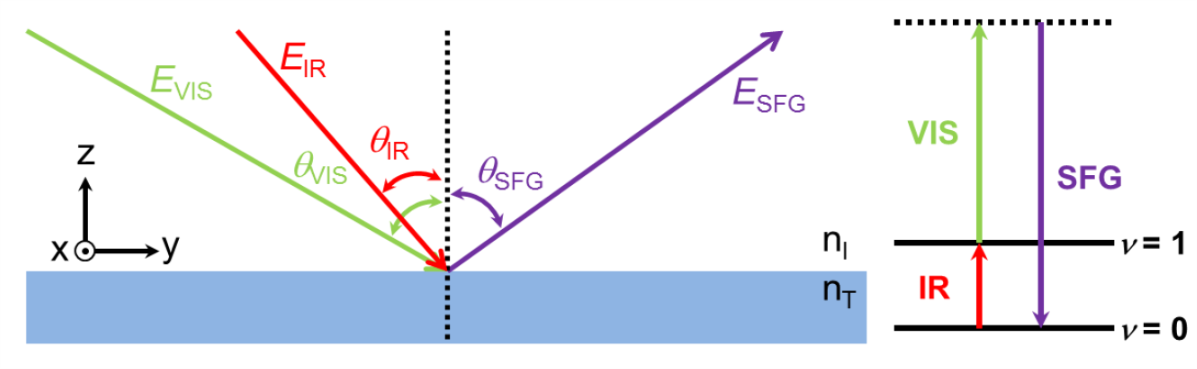 E_VIS
E_IR
E_SFG
θ_IR
θ_VIS
θ_SFG
z
x
y
n_I
n_T
VIS
SFG
IR
ν = 1
ν = 0